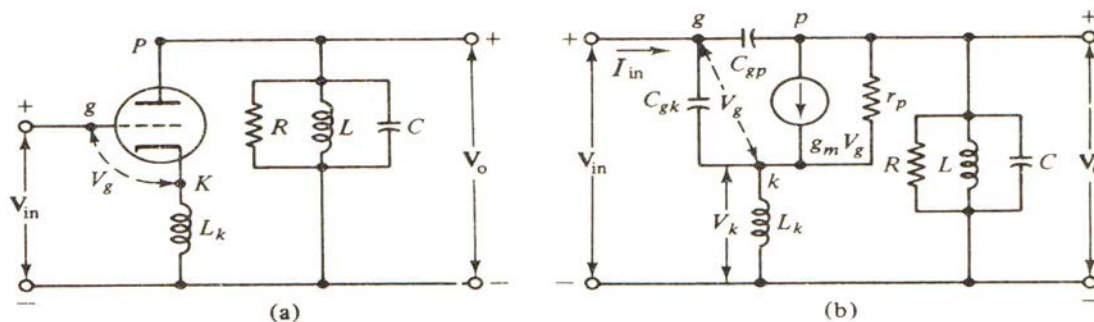 P
g
+
V_g
K
V_in
L_k
R
L
C
V_o
+
−
−
(a)
g
p
+
I_in
C_gp
C_gk
V_g
g_m V_g
r_p
k
V_in
V_k
L_k
R
L
C
+
−
(b)